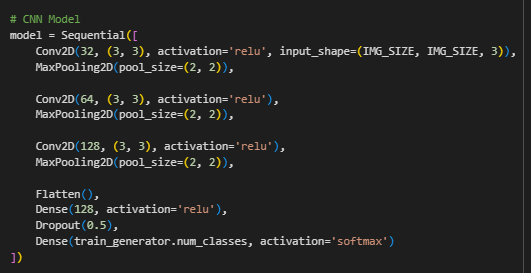 # CNN Model
model = Sequential([
    Conv2D(32, (3, 3), activation='relu', input_shape=(IMG_SIZE, IMG_SIZE, 3)),
    MaxPooling2D(pool_size=(2, 2)),

    Conv2D(64, (3, 3), activation='relu'),
    MaxPooling2D(pool_size=(2, 2)),

    Conv2D(128, (3, 3), activation='relu'),
    MaxPooling2D(pool_size=(2, 2)),

    Flatten(),
    Dense(128, activation='relu'),
    Dropout(0.5),
    Dense(train_generator.num_classes, activation='softmax')
])